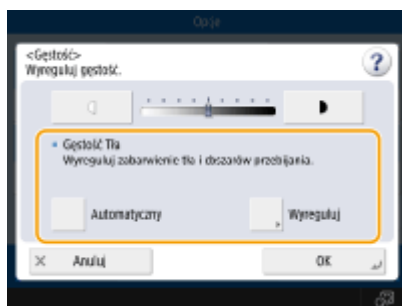 Opcje
<Gęstość>
Wyreguluj gęstość.
?
Gęstość Tła
Wyreguluj zabarwienie tła i obszarów przebijania.
Automatyczny
Wyreguluj
Anuluj
OK